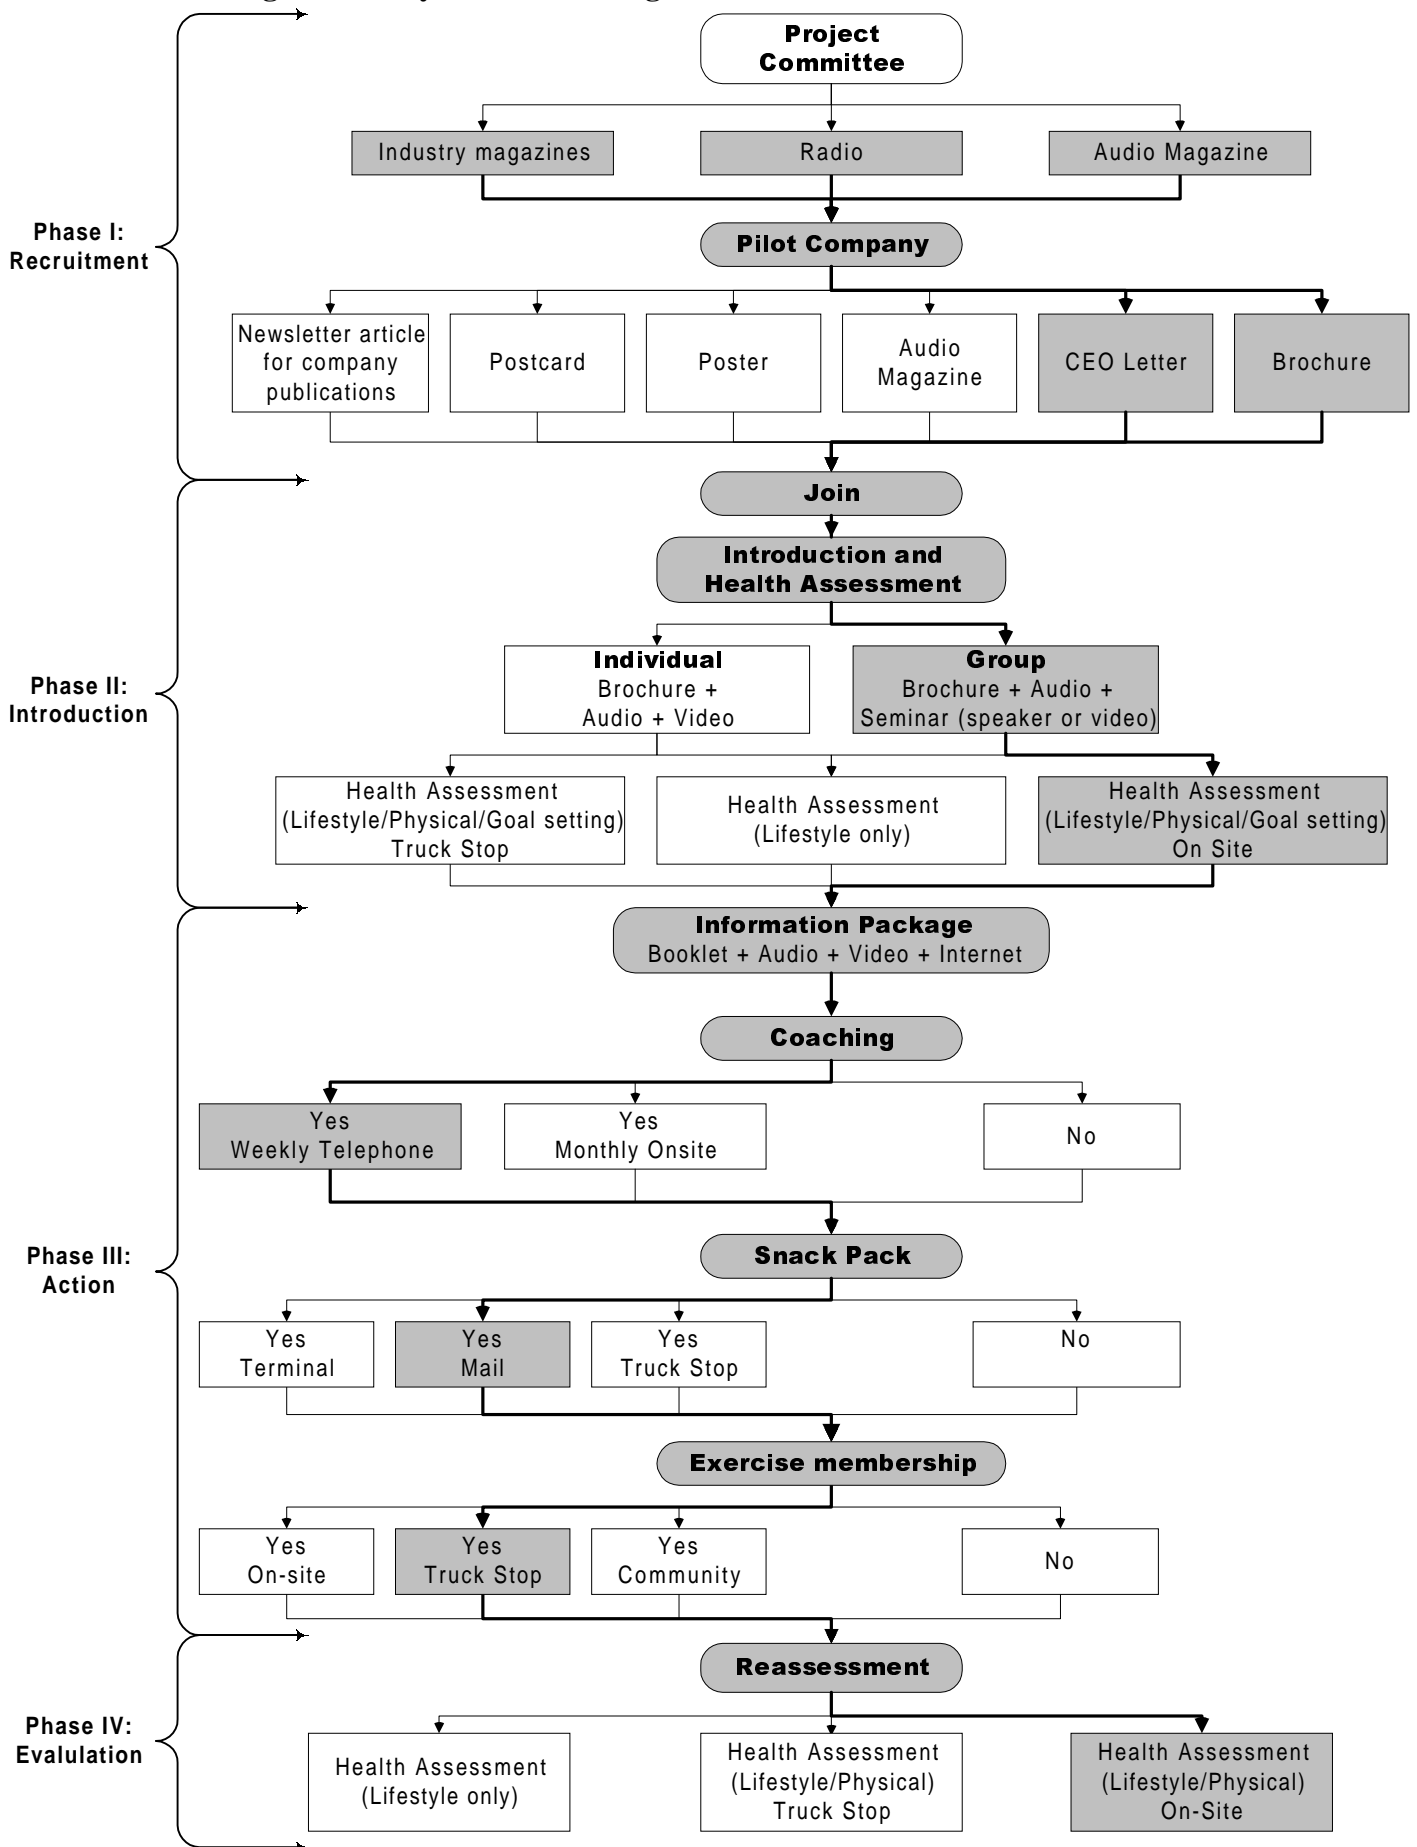 Project
Committee
Industry magazines
Radio
Audio Magazine
Phase I:
Recruitment
Pilot Company
Newsletter article
for company
publications
Postcard
Poster
Audio
Magazine
CEO Letter
Brochure
Join
Introduction and
Health Assessment
Phase II:
Introduction
Individual
Brochure +
Audio + Video
Group
Brochure + Audio +
Seminar (speaker or video)
Health Assessment
(Lifestyle/Physical/Goal setting)
Truck Stop
Health Assessment
(Lifestyle only)
Health Assessment
(Lifestyle/Physical/Goal setting)
On Site
Information Package
Booklet + Audio + Video + Internet
Coaching
Yes
Weekly Telephone
Yes
Monthly Onsite
No
Phase III:
Action
Snack Pack
Yes
Terminal
Yes
Mail
Yes
Truck Stop
No
Exercise membership
Yes
On-site
Yes
Truck Stop
Yes
Community
No
Reassessment
Phase IV:
Evalulation
Health Assessment
(Lifestyle only)
Health Assessment
(Lifestyle/Physical)
Truck Stop
Health Assessment
(Lifestyle/Physical)
On-Site